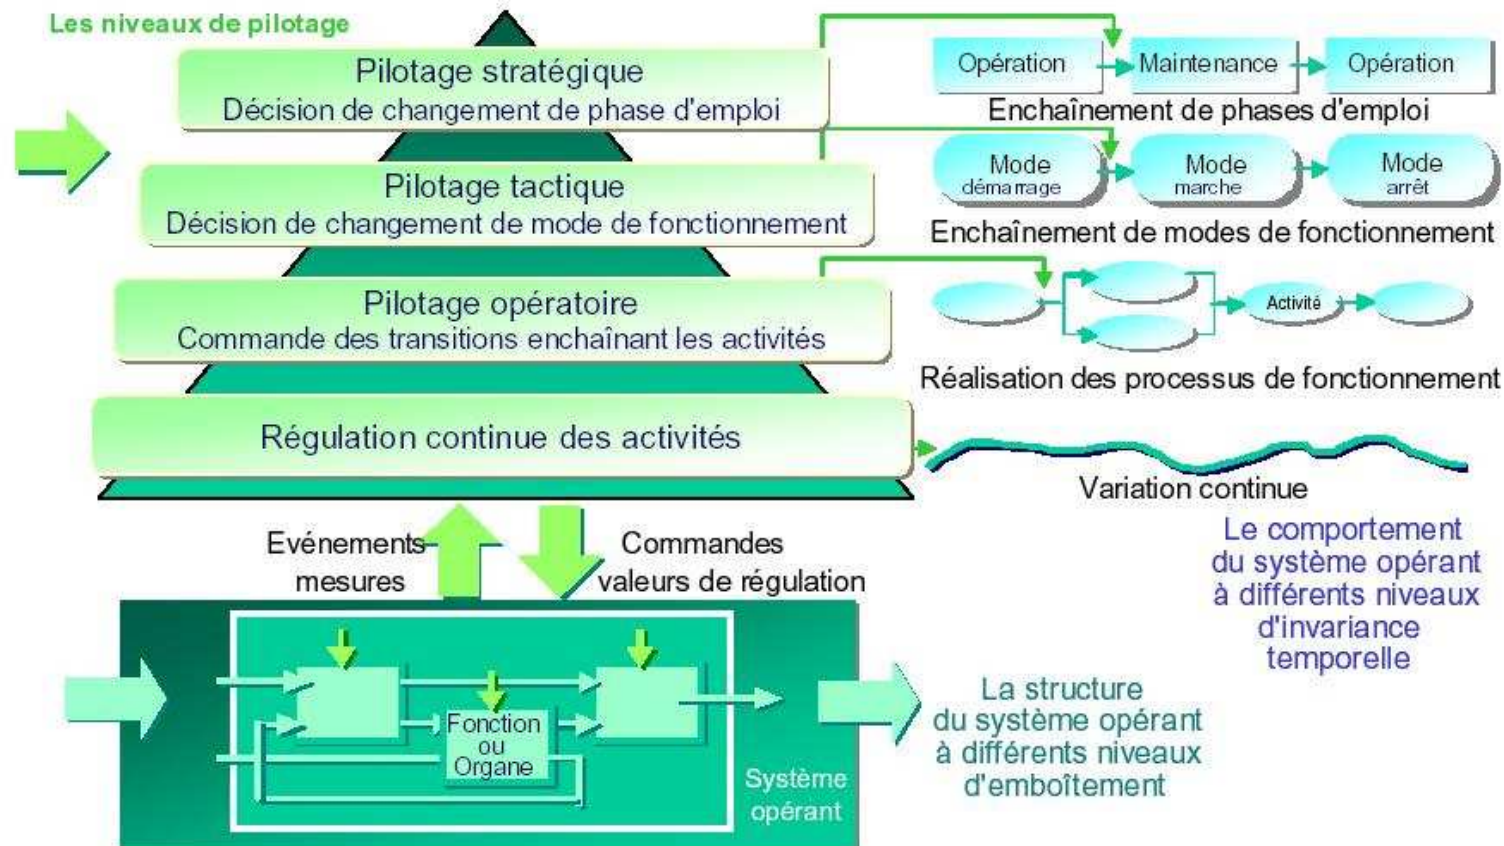 Les niveaux de pilotage
Pilotage stratégique
Décision de changement de phase d'emploi
Opération
Maintenance
Opération
Enchaînement de phases d'emploi
Pilotage tactique
Décision de changement de mode de fonctionnement
Mode
démarrage
Mode
marche
Mode
arrêt
Enchaînement de modes de fonctionnement
Pilotage opératoire
Commande des transitions enchaînant les activités
Activité
Réalisation des processus de fonctionnement
Régulation continue des activités
Variation continue
Evénements
mesures
Commandes
valeurs de régulation
Le comportement
du système opérant
à différents niveaux
d'invariance
temporelle
Fonction
ou
Organe
Système
opérant
La structure
du système opérant
à différents niveaux
d'emboîtement